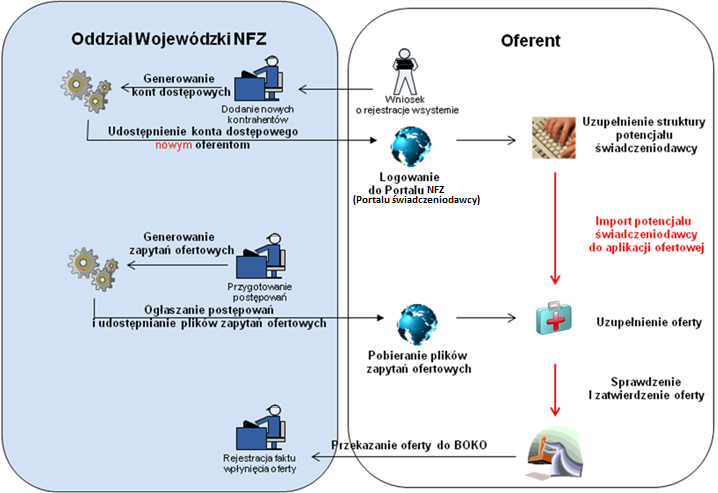 Oddział Wojewódzki NFZ
Oferent
Generowanie
kont dostępowych
Dodanie nowych
kontrahentów
Wniosek
o rejestrację w systemie
Udostępnienie konta dostępowego
nowym oferentom
Logowanie
do Portalu NFZ
(Portalu świadczeniodawcy)
Uzupełnienie struktury
potencjału
świadczeniodawcy
Import potencjału
świadczeniodawcy
do aplikacji ofertowej
Generowanie
zapytań ofertowych
Przygotowanie
postępowań
Ogłaszanie postępowań
i udostępnianie plików zapytań ofertowych
Pobieranie plików
zapytań ofertowych
Uzupełnienie oferty
Sprawdzenie
I zatwierdzenie oferty
Przekazanie oferty do BOKO
Rejestracja faktu
wpłynięcia oferty